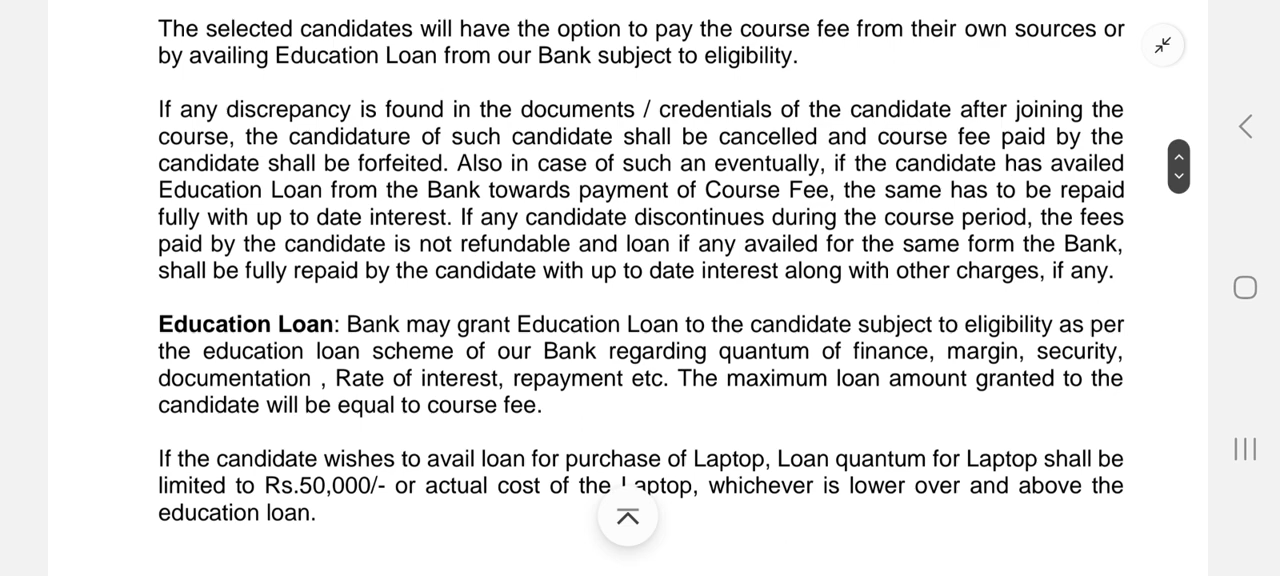 The selected candidates will have the option to pay the course fee from their own sources or
by availing Education Loan from our Bank subject to eligibility.
If any discrepancy is found in the documents / credentials of the candidate after joining the
course, the candidature of such candidate shall be cancelled and course fee paid by the
candidate shall be forfeited. Also in case of such an eventually, if the candidate has availed
Education Loan from the Bank towards payment of Course Fee, the same has to be repaid
fully with up to date interest. If any candidate discontinues during the course period, the fees
paid by the candidate is not refundable and loan if any availed for the same form the Bank,
shall be fully repaid by the candidate with up to date interest along with other charges, if any.
Education Loan: Bank may grant Education Loan to the candidate subject to eligibility as per
the education loan scheme of our Bank regarding quantum of finance, margin, security,
documentation , Rate of interest, repayment etc. The maximum loan amount granted to the
candidate will be equal to course fee.
If the candidate wishes to avail loan for purchase of Laptop, Loan quantum for Laptop shall be
limited to Rs.50,000/- or actual cost of the Laptop, whichever is lower over and above the
education loan.